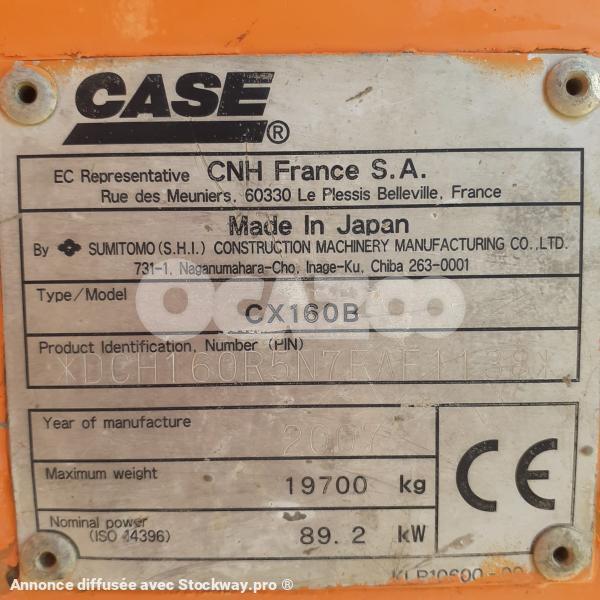 CASE®
EC Representative CNH France S.A.
Rue des Meuniers, 60330 Le Plessis Belleville, France
Made In Japan
By SUMITOMO (S.H.I.) CONSTRUCTION MACHINERY MANUFACTURING CO., LTD.
731-1, Naganumahara-Cho, Inage-Ku, Chiba 263-0001
Type/Model
CX160B
OCAZOO
Product Identification, Number (PIN)
Year of manufacture
2007
Maximum weight
19700 kg
Nominal power
(ISO 14396)
89.2 kW
CE
Annonce diffusée avec Stockway.pro ®